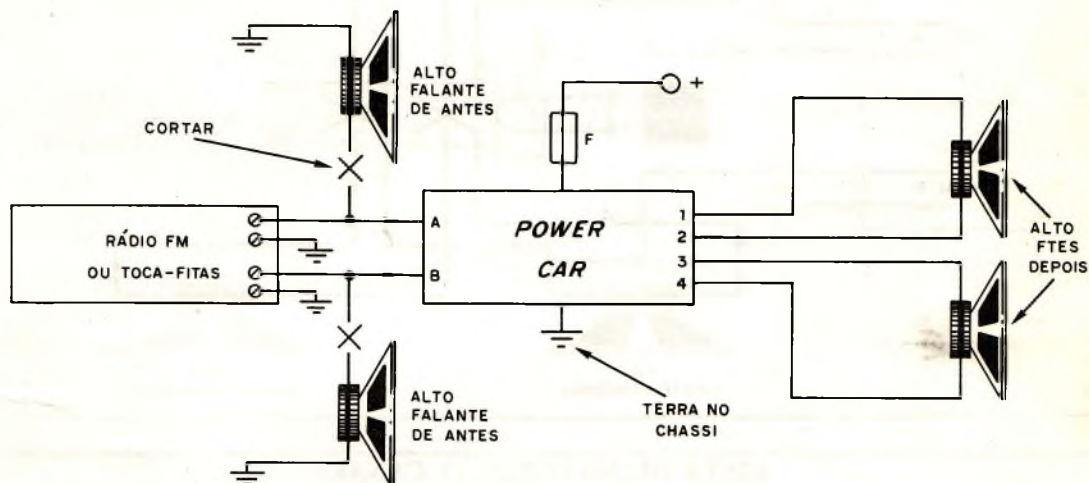 ALTO
FALANTE
DE ANTES
CORTAR
+
F
RÁDIO FM
OU TOCA-FITAS
A
B
POWER
CAR
1
2
3
4
ALTO
FTES
DEPOIS
ALTO
FALANTE
DE ANTES
TERRA NO
CHASSI